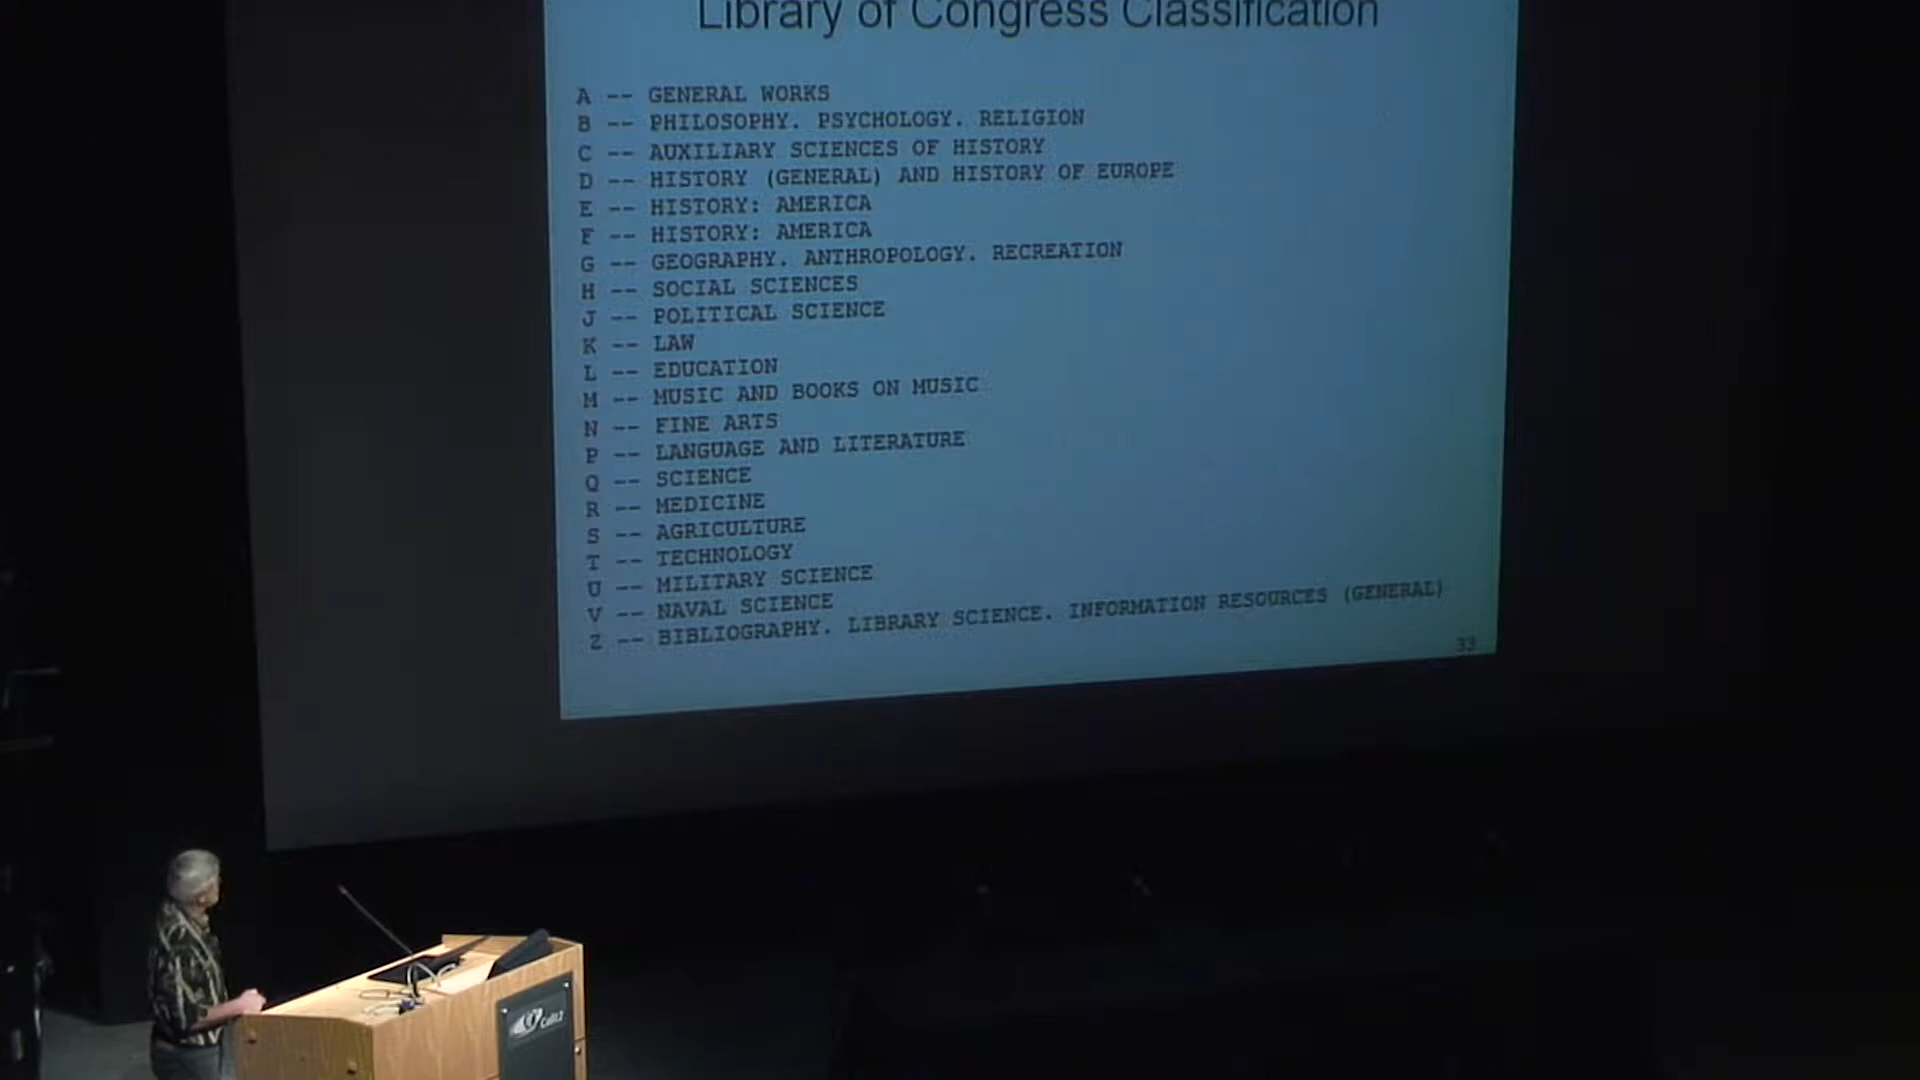 Library of Congress Classification
A -- GENERAL WORKS
B -- PHILOSOPHY. PSYCHOLOGY. RELIGION
C -- AUXILIARY SCIENCES OF HISTORY
D -- HISTORY (GENERAL) AND HISTORY OF EUROPE
E -- HISTORY: AMERICA
F -- HISTORY: AMERICA
G -- GEOGRAPHY. ANTHROPOLOGY. RECREATION
H -- SOCIAL SCIENCES
J -- POLITICAL SCIENCE
K -- LAW
L -- EDUCATION
M -- MUSIC AND BOOKS ON MUSIC
N -- FINE ARTS
P -- LANGUAGE AND LITERATURE
Q -- SCIENCE
R -- MEDICINE
S -- AGRICULTURE
T -- TECHNOLOGY
U -- MILITARY SCIENCE
V -- NAVAL SCIENCE
Z -- BIBLIOGRAPHY. LIBRARY SCIENCE. INFORMATION RESOURCES (GENERAL)
33
Calit2